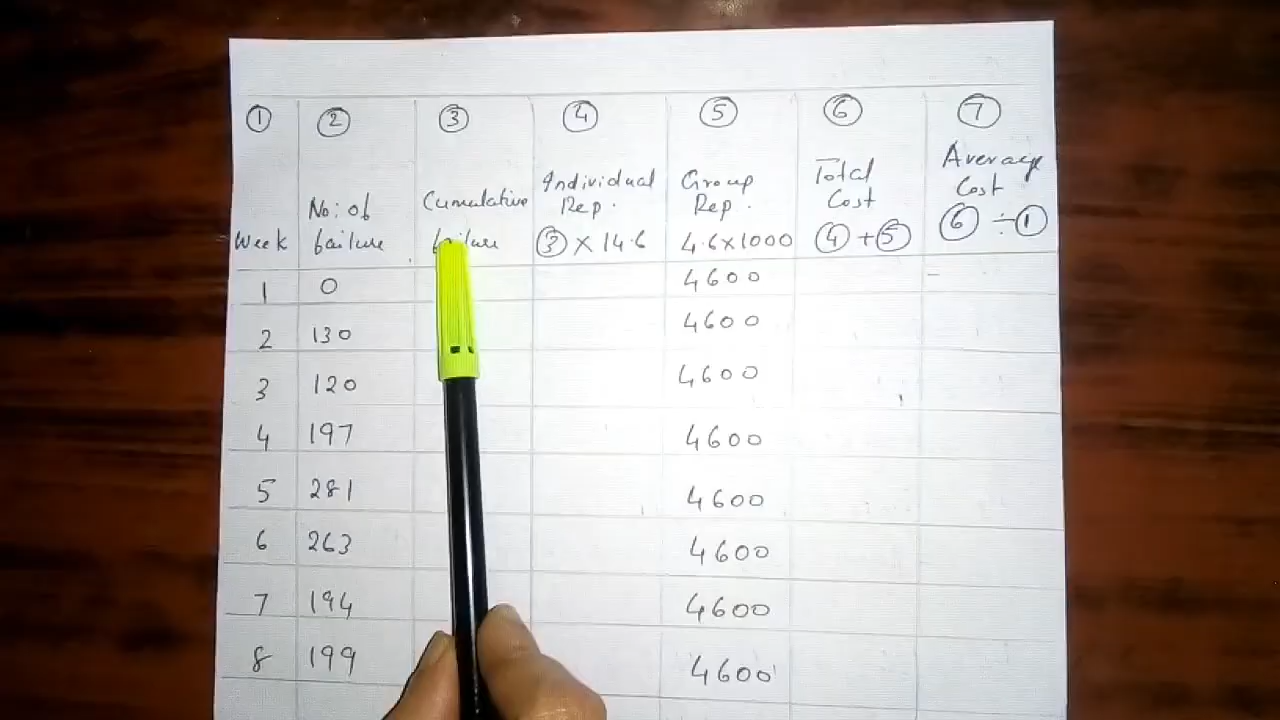 ① ② ③ ④ ⑤ ⑥ ⑦
Week
No: of
failure
Cumulative
failure
Individual
Rep.
③ × 14.6
Group
Rep.
4.6×1000
Total
Cost
④ + ⑤
Average
Cost
⑥ ÷ ①
1 0 4600 -
2 130 4600
3 120 4600
4 197 4600
5 281 4600
6 263 4600
7 194 4600
8 199 4600